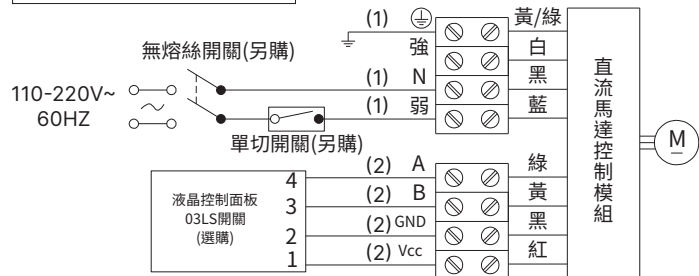 (1) 黃/綠
強 白
無熔絲開關(另購)
(1) N 黑
110-220V~
60HZ
(1) 弱 藍
單切開關(另購)
直流馬達控制模組
M
液晶控制面板
03LS開關
(選購)
4 (2) A 綠
3 (2) B 黃
2 (2) GND 黑
1 (2) Vcc 紅